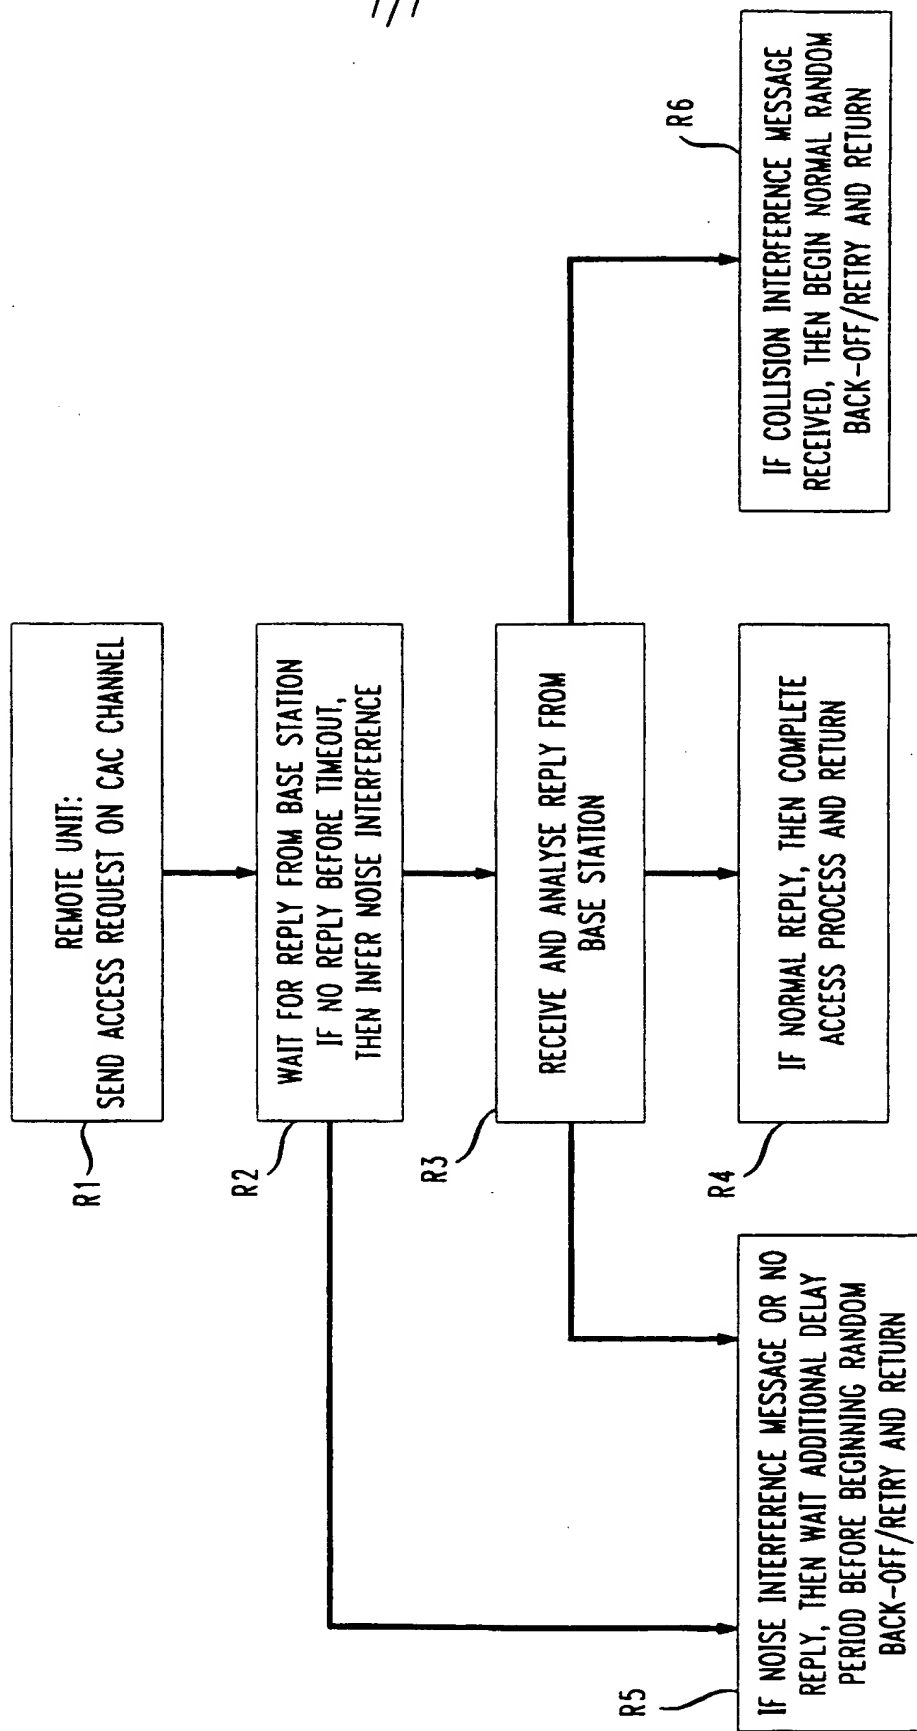 7/7
REMOTE UNIT:
SEND ACCESS REQUEST ON CAC CHANNEL
R1
WAIT FOR REPLY FROM BASE STATION
IF NO REPLY BEFORE TIMEOUT,
THEN INFER NOISE INTERFERENCE
R2
RECEIVE AND ANALYSE REPLY FROM
BASE STATION
R3
IF NOISE INTERFERENCE MESSAGE OR NO
REPLY, THEN WAIT ADDITIONAL DELAY
PERIOD BEFORE BEGINNING RANDOM
BACK-OFF/RETRY AND RETURN
R5
IF NORMAL REPLY, THEN COMPLETE
ACCESS PROCESS AND RETURN
R4
IF COLLISION INTERFERENCE MESSAGE
RECEIVED, THEN BEGIN NORMAL RANDOM
BACK-OFF/RETRY AND RETURN
R6